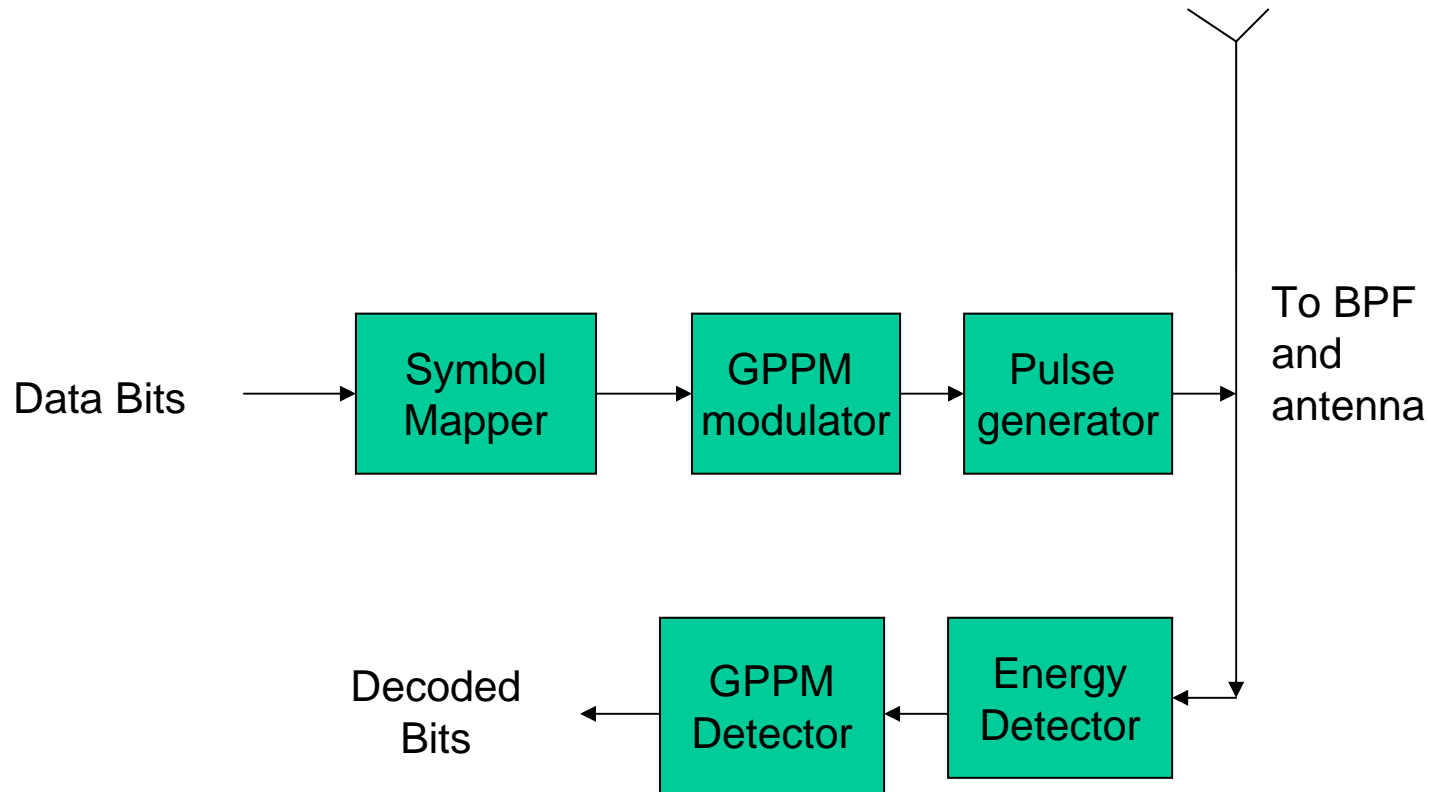 Data Bits
Symbol
Mapper
GPPM
modulator
Pulse
generator
To BPF
and
antenna
Decoded
Bits
GPPM
Detector
Energy
Detector